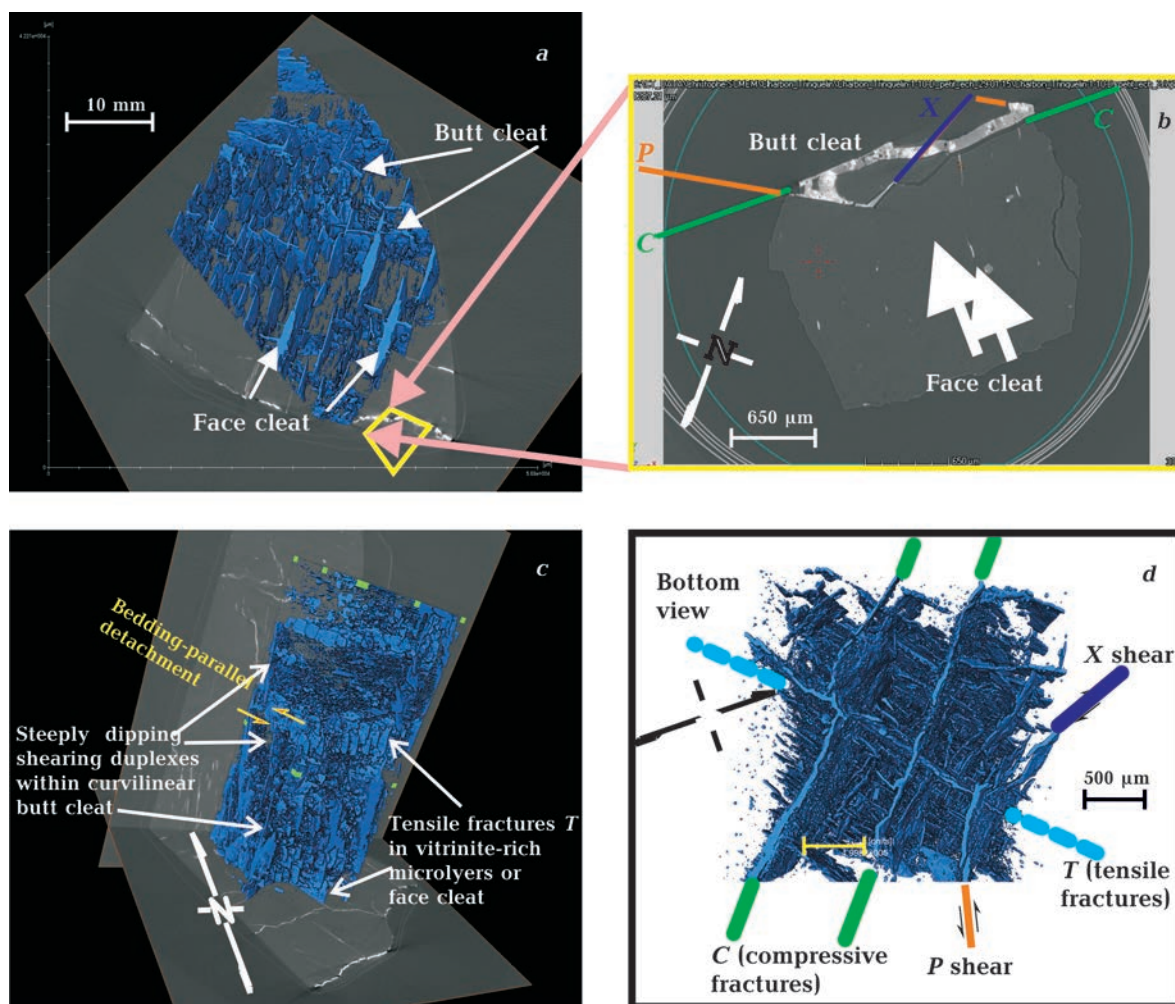 a
10 mm
Butt cleat
Face cleat
b
X
C
Butt cleat
P
C
N
Face cleat
650 µm
650 µm
c
Bedding-parallel
detachment
Steeply dipping
shearing duplexes
within curvilinear
butt cleat
Tensile fractures T
in vitrinite-rich
microlyers or
face cleat
N
d
Bottom
view
X shear
500 µm
T (tensile
fractures)
C (compressive
fractures)
P shear